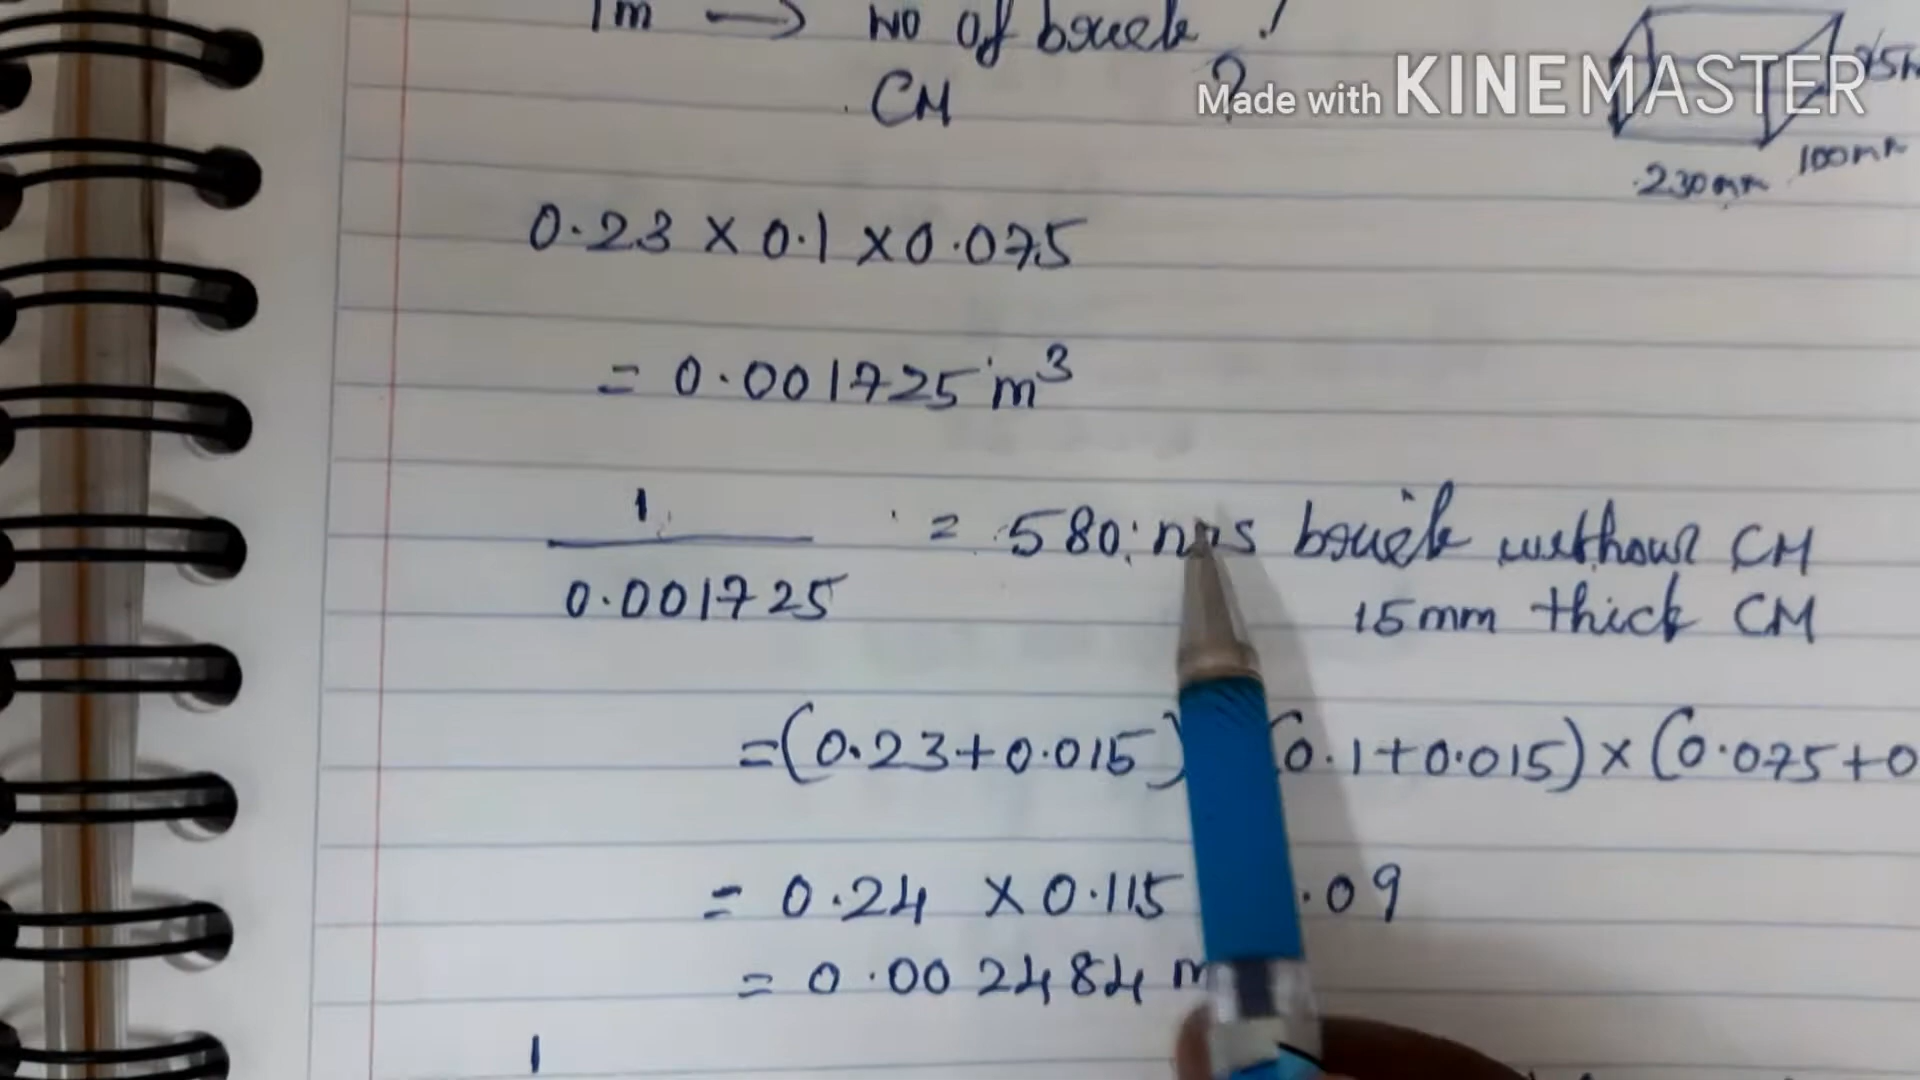 1m → No of brick ?
CM ?
Made with KINEMASTER
230mm 100mm
0.23 × 0.1 × 0.075
= 0.001725 m³
1
0.001725
= 580 nos brick without CM
15mm thick CM
=(0.23+0.015) (0.1+0.015)×(0.075+0
= 0.24 × 0.115 .09
= 0.002484 m
1